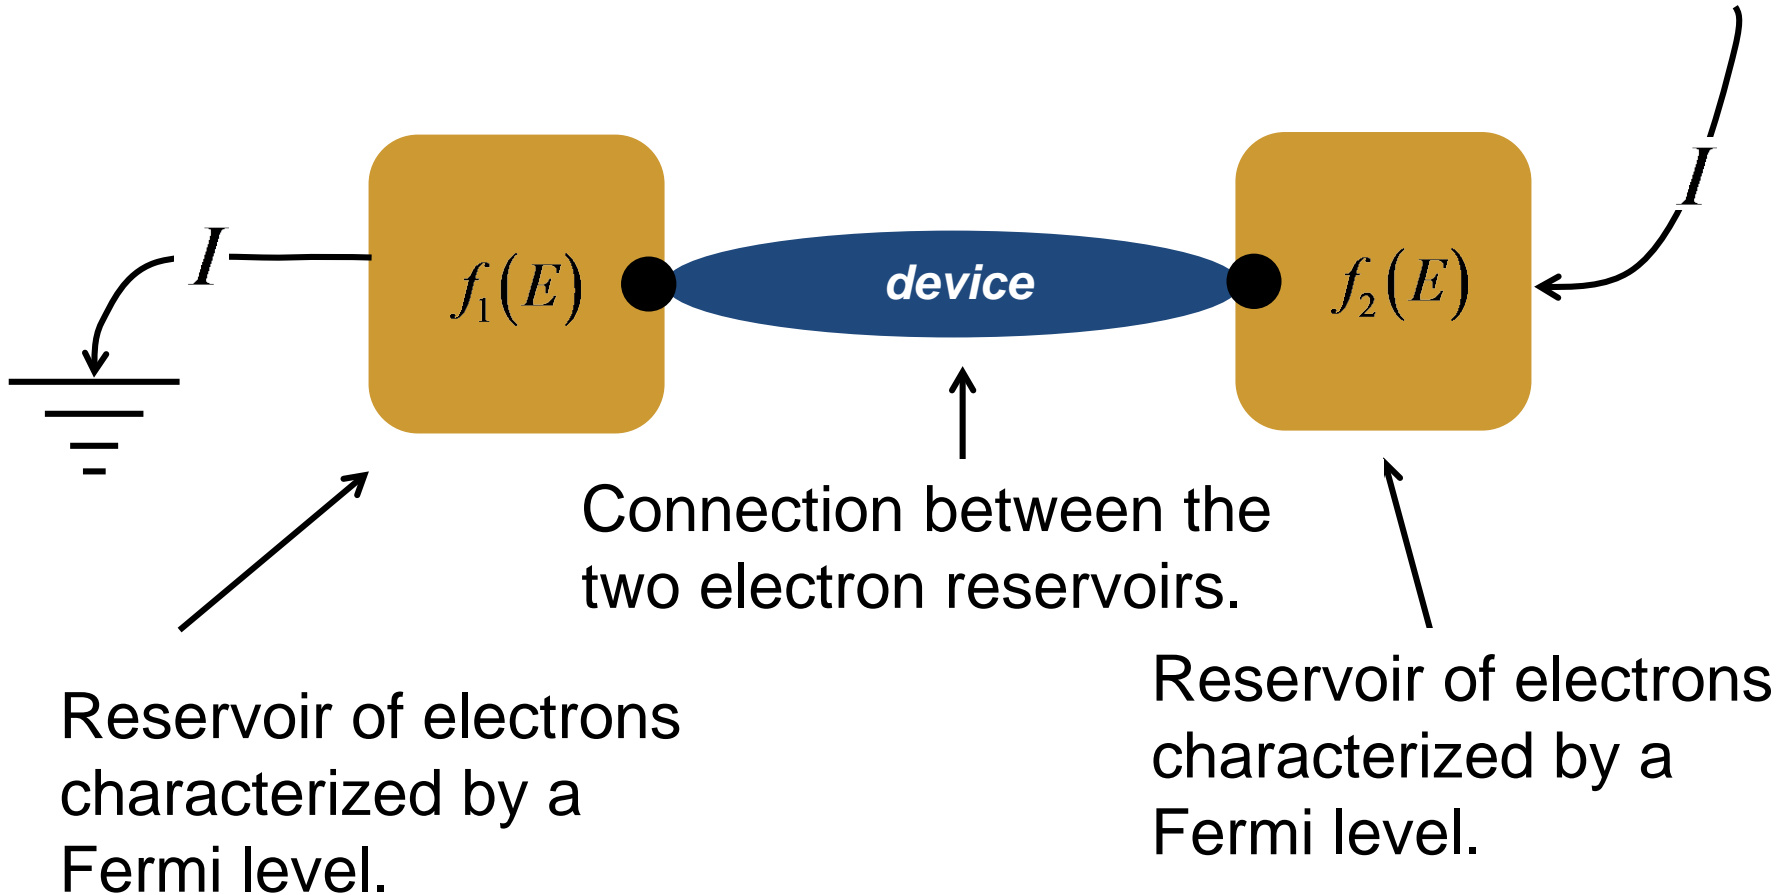 I
I
f₁(E)
device
f₂(E)
Connection between the
two electron reservoirs.
Reservoir of electrons
characterized by a
Fermi level.
Reservoir of electrons
characterized by a
Fermi level.